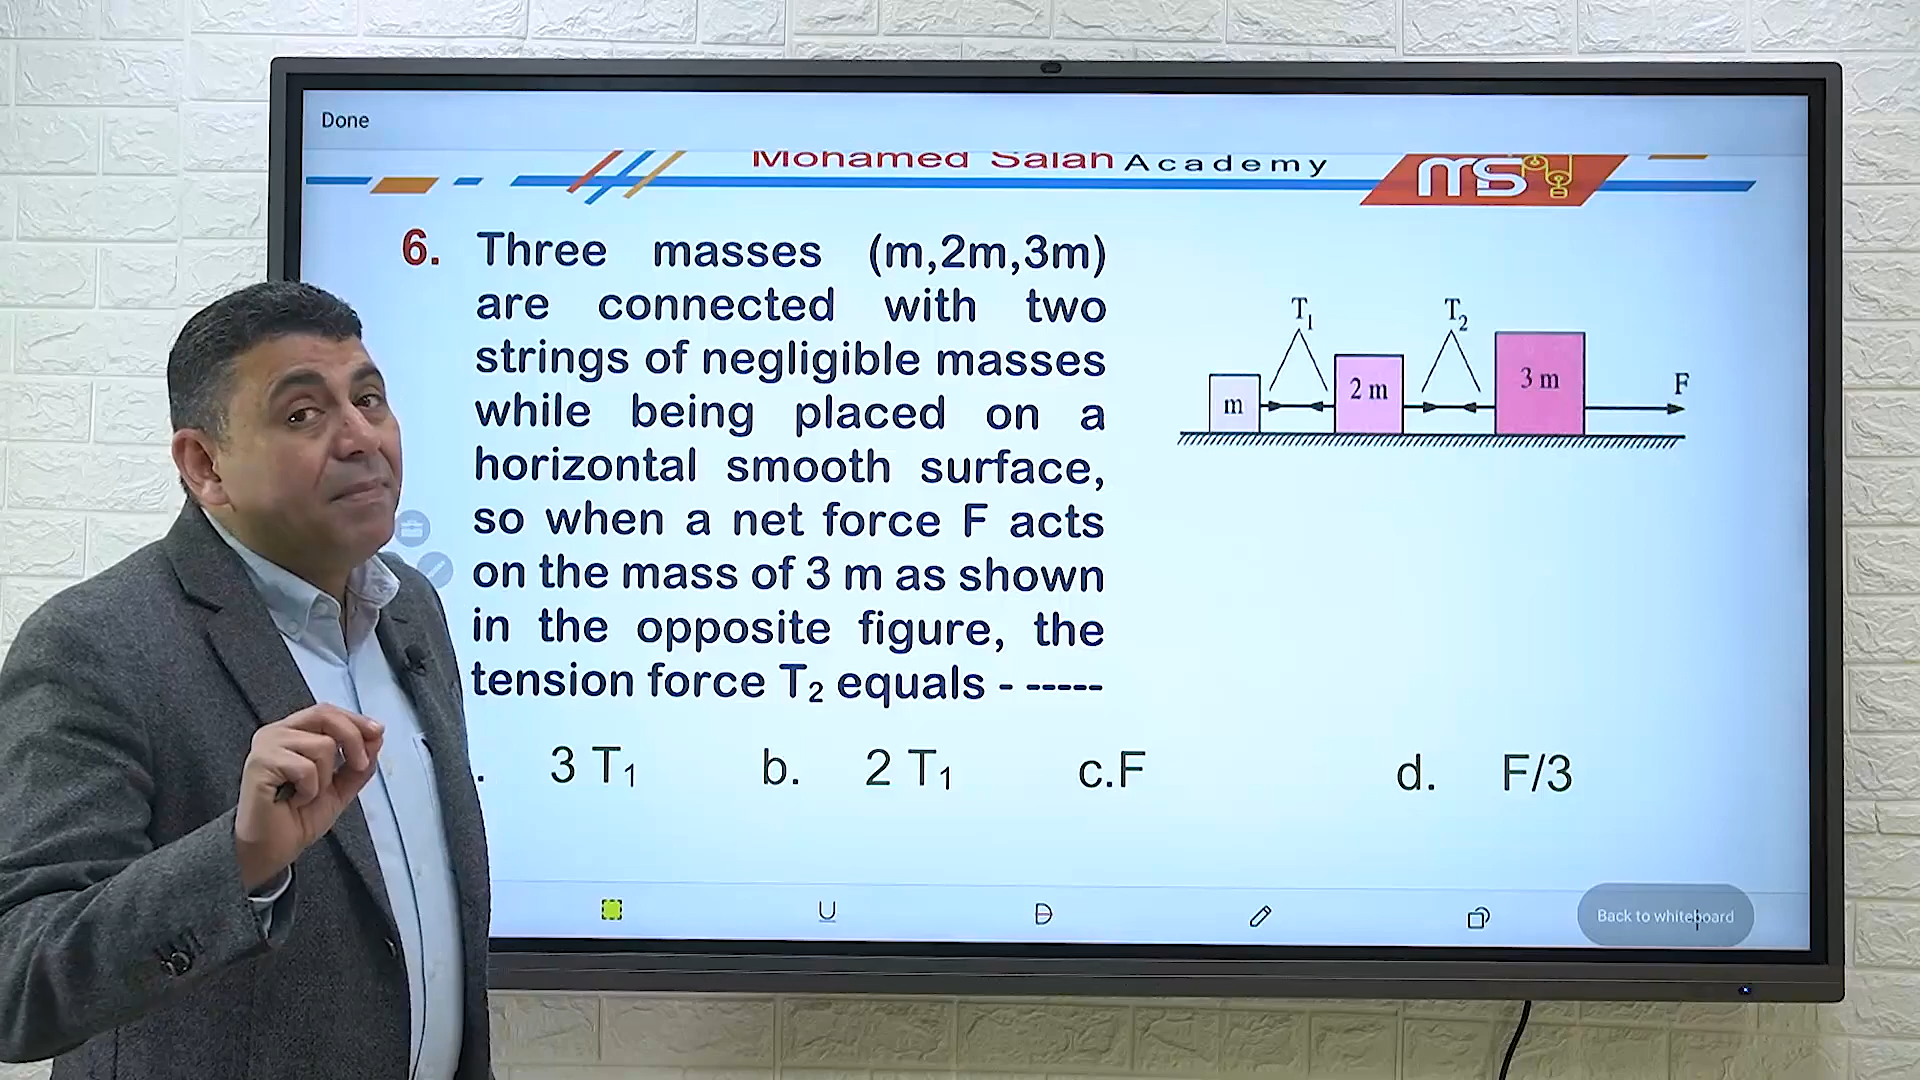 Done
Mohamed Salah Academy
ms
6. Three masses (m,2m,3m)
are connected with two
strings of negligible masses
while being placed on a
horizontal smooth surface,
so when a net force F acts
on the mass of 3 m as shown
in the opposite figure, the
tension force T₂ equals - -----
T₁ T₂
m 2 m 3 m F
. 3 T₁ b. 2 T₁ c.F d. F/3
Back to whiteboard